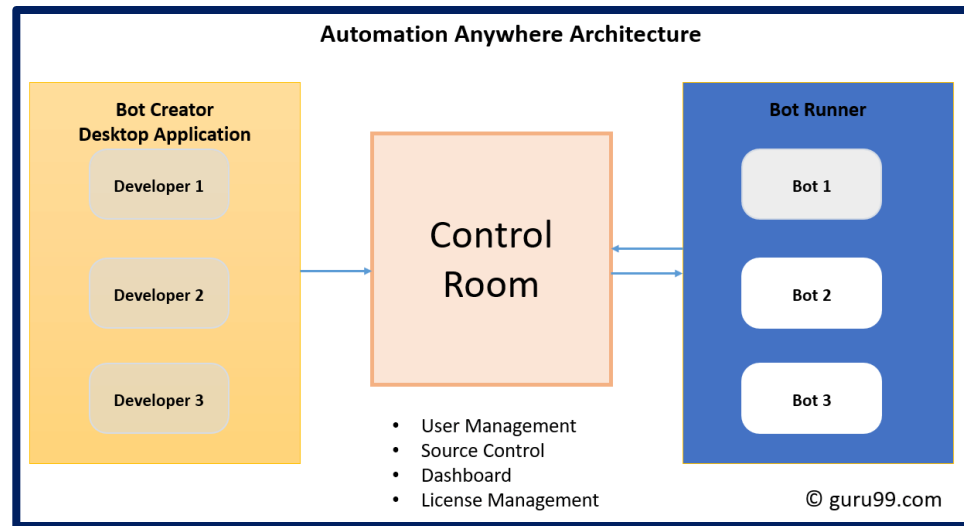 Automation Anywhere Architecture
Bot Creator
Desktop Application
Developer 1
Developer 2
Developer 3
Control
Room
• User Management
• Source Control
• Dashboard
• License Management
Bot Runner
Bot 1
Bot 2
Bot 3
© guru99.com